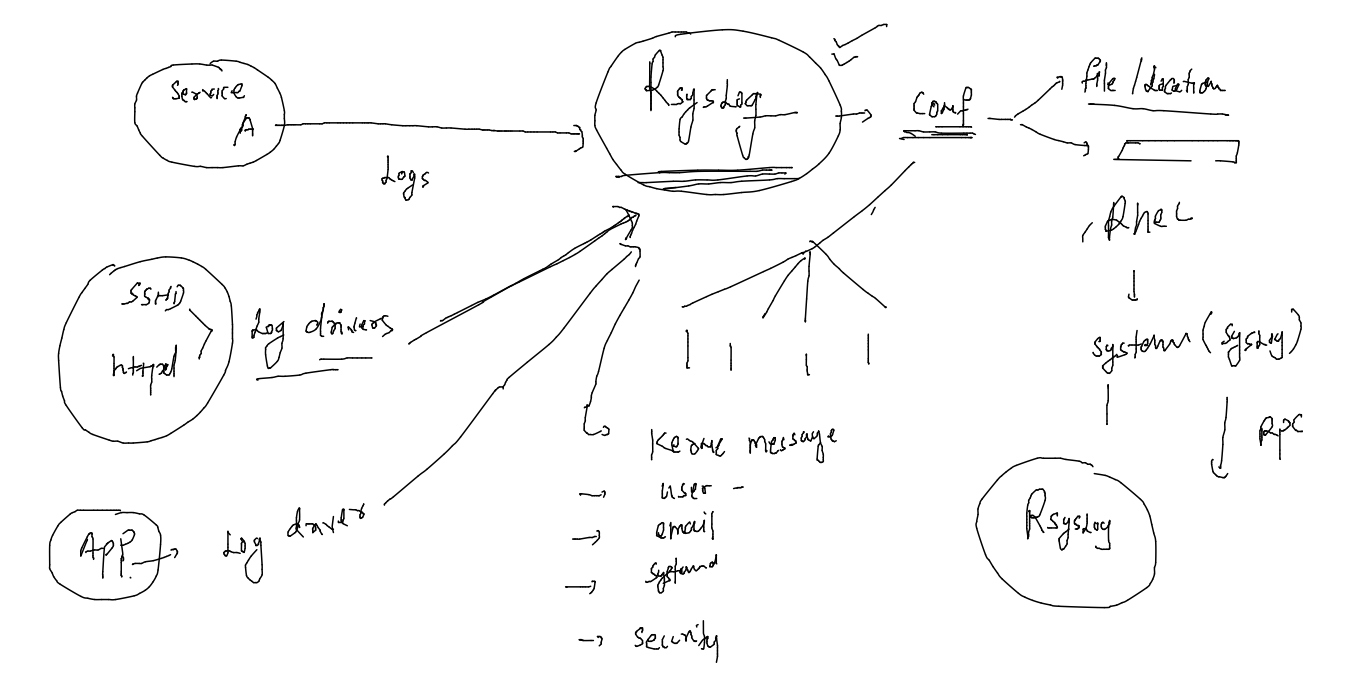 Service
A
Logs
RsysLog
conf
file / Location
Rhel
SSHD
httpd
Log drivers
System (SysLog)
RPC
Kernel message
user -
email
systemd
security
App
Log driver
RsysLog